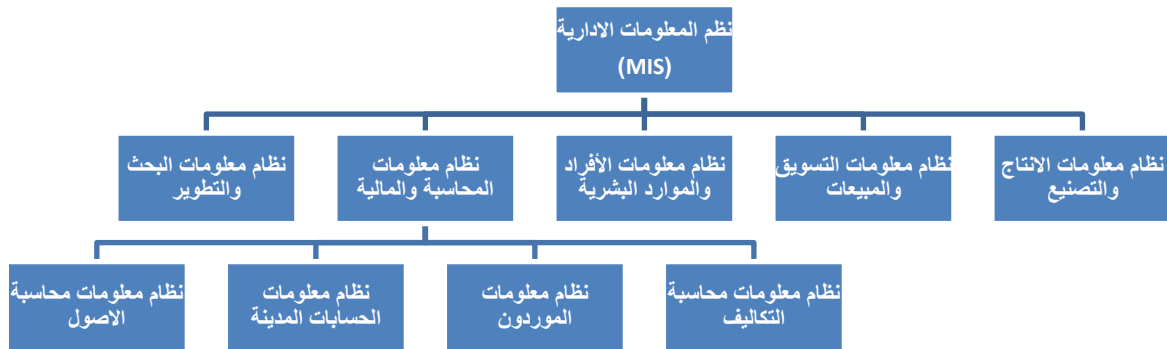 نظم المعلومات الادارية
(MIS)
نظام معلومات الانتاج
والتصنيع
نظام معلومات التسويق
والمبيعات
نظام معلومات الأفراد
والموارد البشرية
نظام معلومات
المحاسبة والمالية
نظام معلومات البحث
والتطوير
نظام معلومات محاسبة
التكاليف
نظام معلومات
الموردون
نظام معلومات
الحسابات المدينة
نظام معلومات محاسبة
الاصول